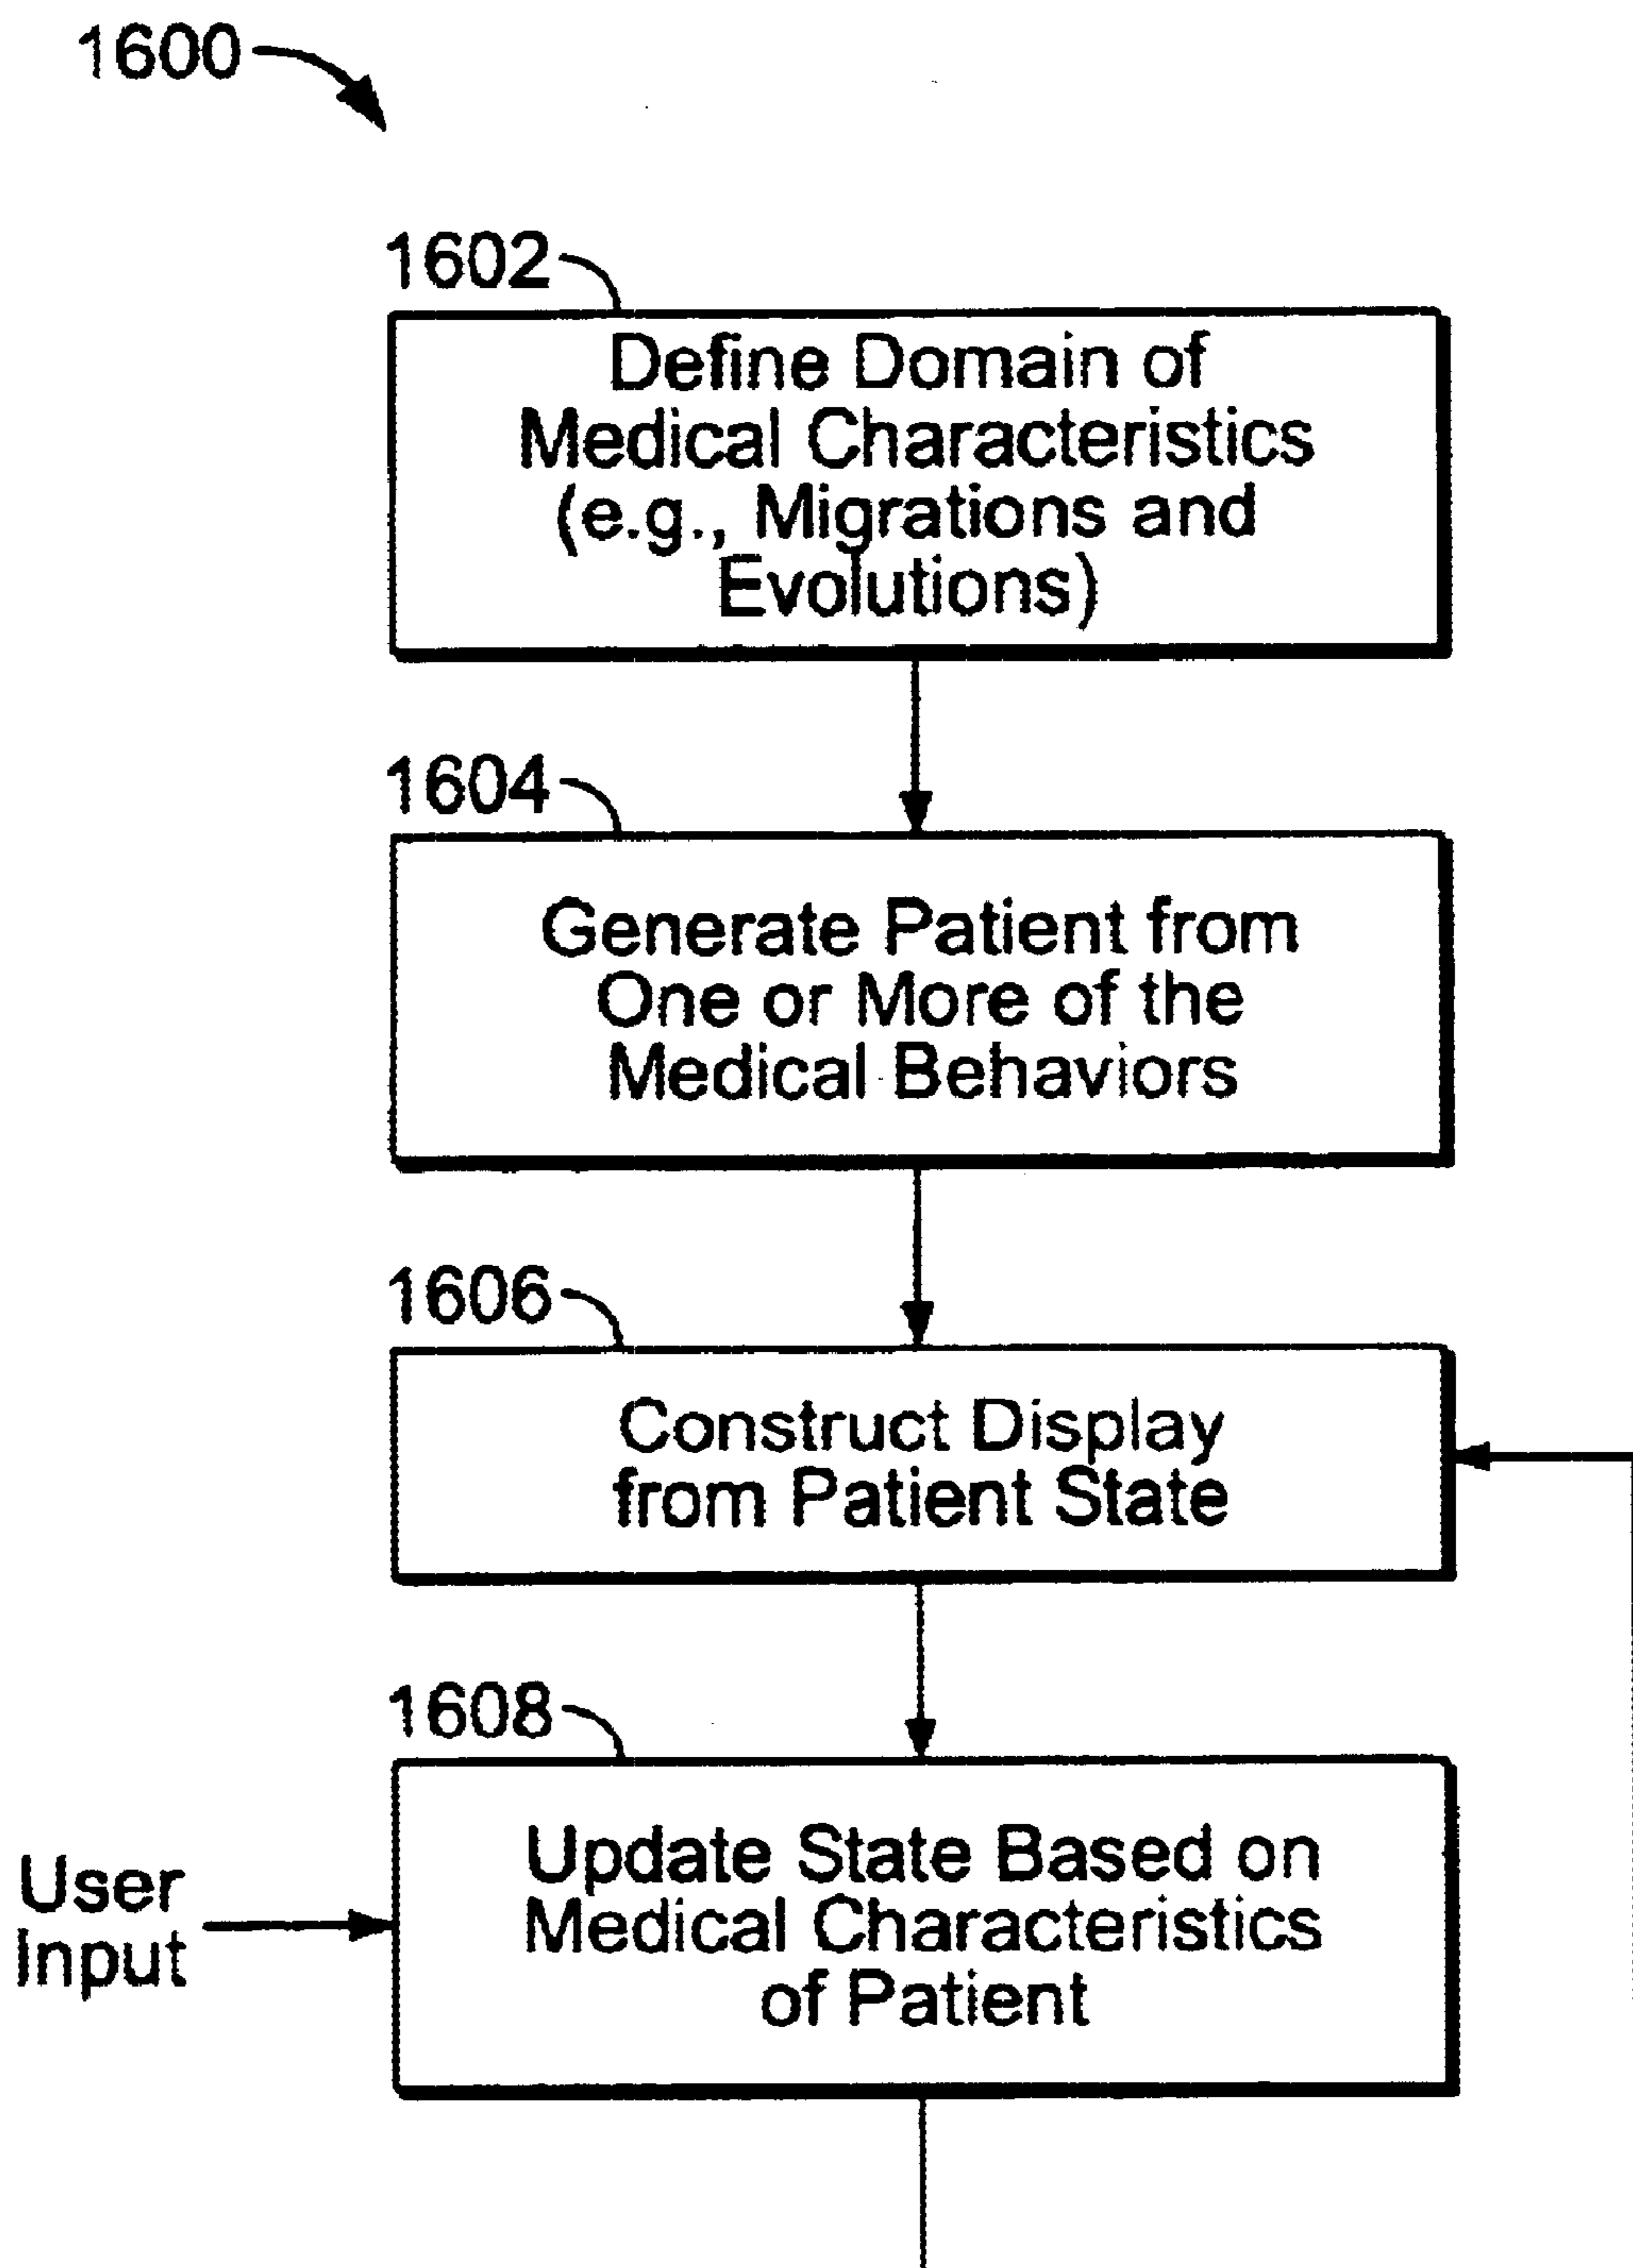 1600
1602
Define Domain of
Medical Characteristics
(e.g., Migrations and
Evolutions)
1604
Generate Patient from
One or More of the
Medical Behaviors
1606
Construct Display
from Patient State
1608
Update State Based on
Medical Characteristics
of Patient
User
Input